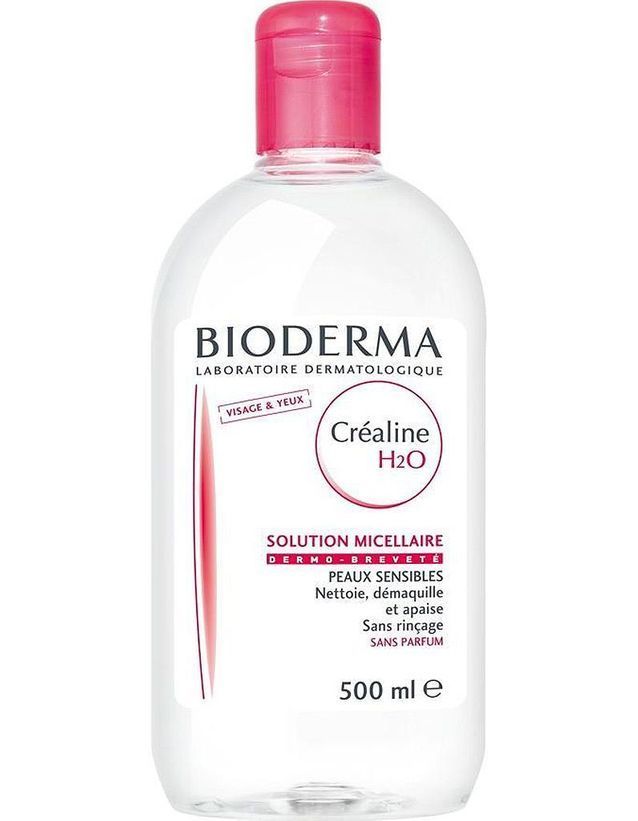 BIODERMA
LABORATOIRE DERMATOLOGIQUE
VISAGE & YEUX
Créaline
H2O
SOLUTION MICELLAIRE
DERMO-BREVETÉ
PEAUX SENSIBLES
Nettoie, démaquille
et apaise
Sans rinçage
SANS PARFUM
500 ml ℮